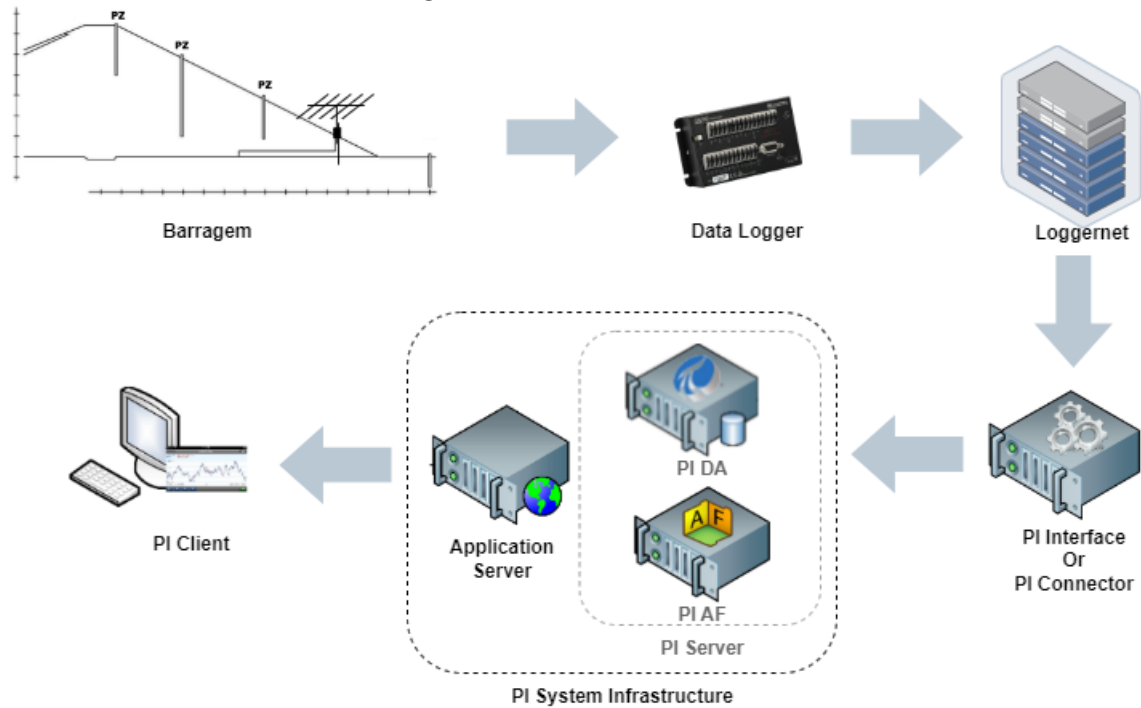 PZ
PZ
PZ
Barragem
Data Logger
Loggernet
PI DA
A F
PI AF
PI Server
Application
Server
PI System Infrastructure
PI Client
PI Interface
Or
PI Connector